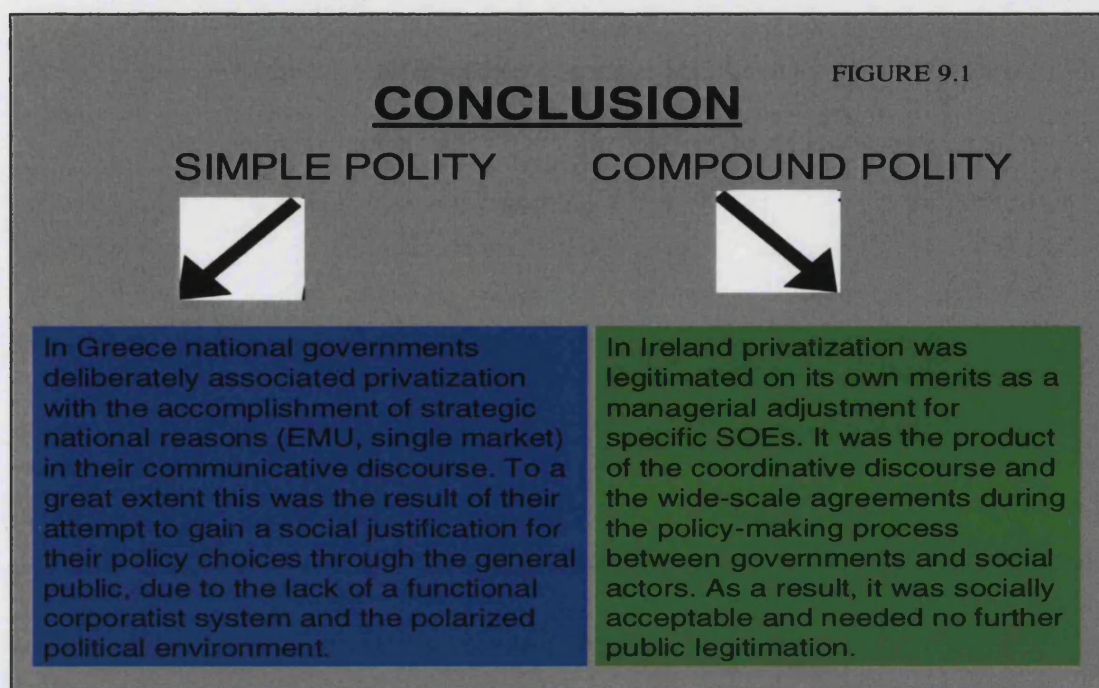 FIGURE 9.1
CONCLUSION
SIMPLE POLITY
COMPOUND POLITY
In Greece national governments
deliberately associated privatization
with the accomplishment of strategic
national reasons (EMU, single market)
in their communicative discourse. To a
great extent this was the result of their
attempt to gain a social justification for
their policy choices through the general
public, due to the lack of a functional
corporatist system and the polarized
political environment.
In Ireland privatization was
legitimated on its own merits as a
managerial adjustment for
specific SOEs. It was the product
of the coordinative discourse and
the wide-scale agreements during
the policy-making process
between governments and social
actors. As a result, it was socially
acceptable and needed no further
public legitimation.